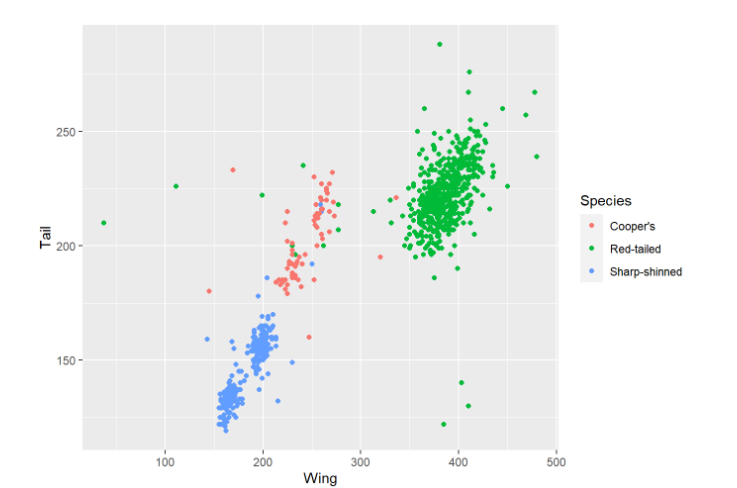 250
200
150
Tail
100 200 300 400 500
Wing
Species
Cooper's
Red-tailed
Sharp-shinned